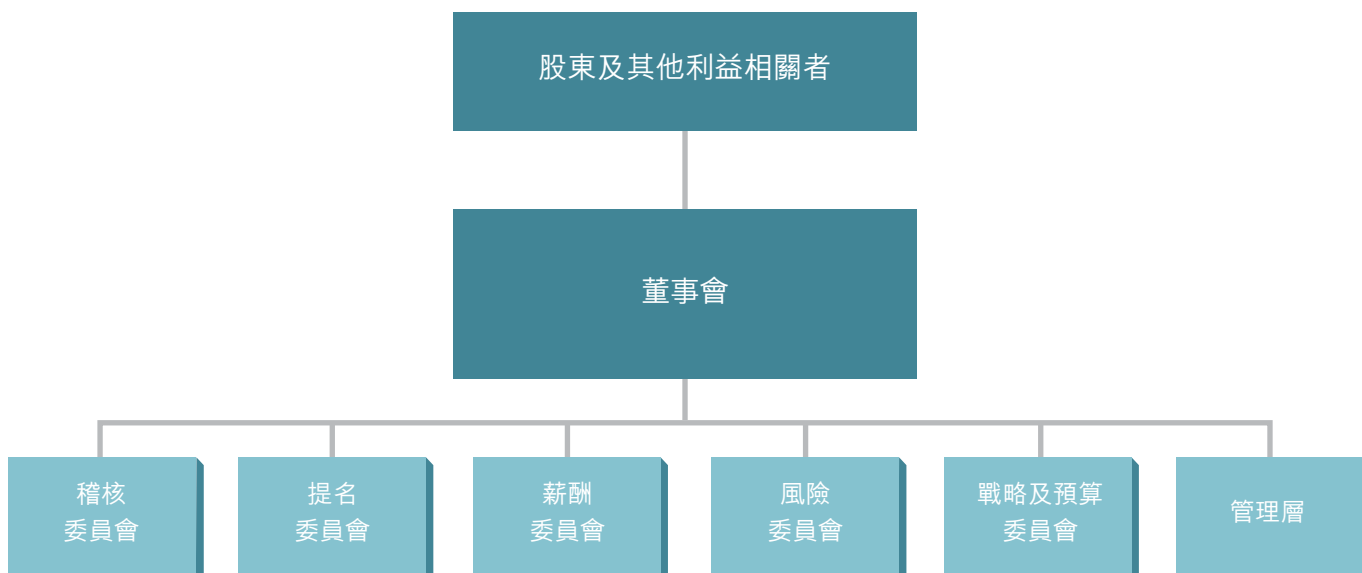 股東及其他利益相關者
董事會
稽核
委員會
提名
委員會
薪酬
委員會
風險
委員會
戰略及預算
委員會
管理層